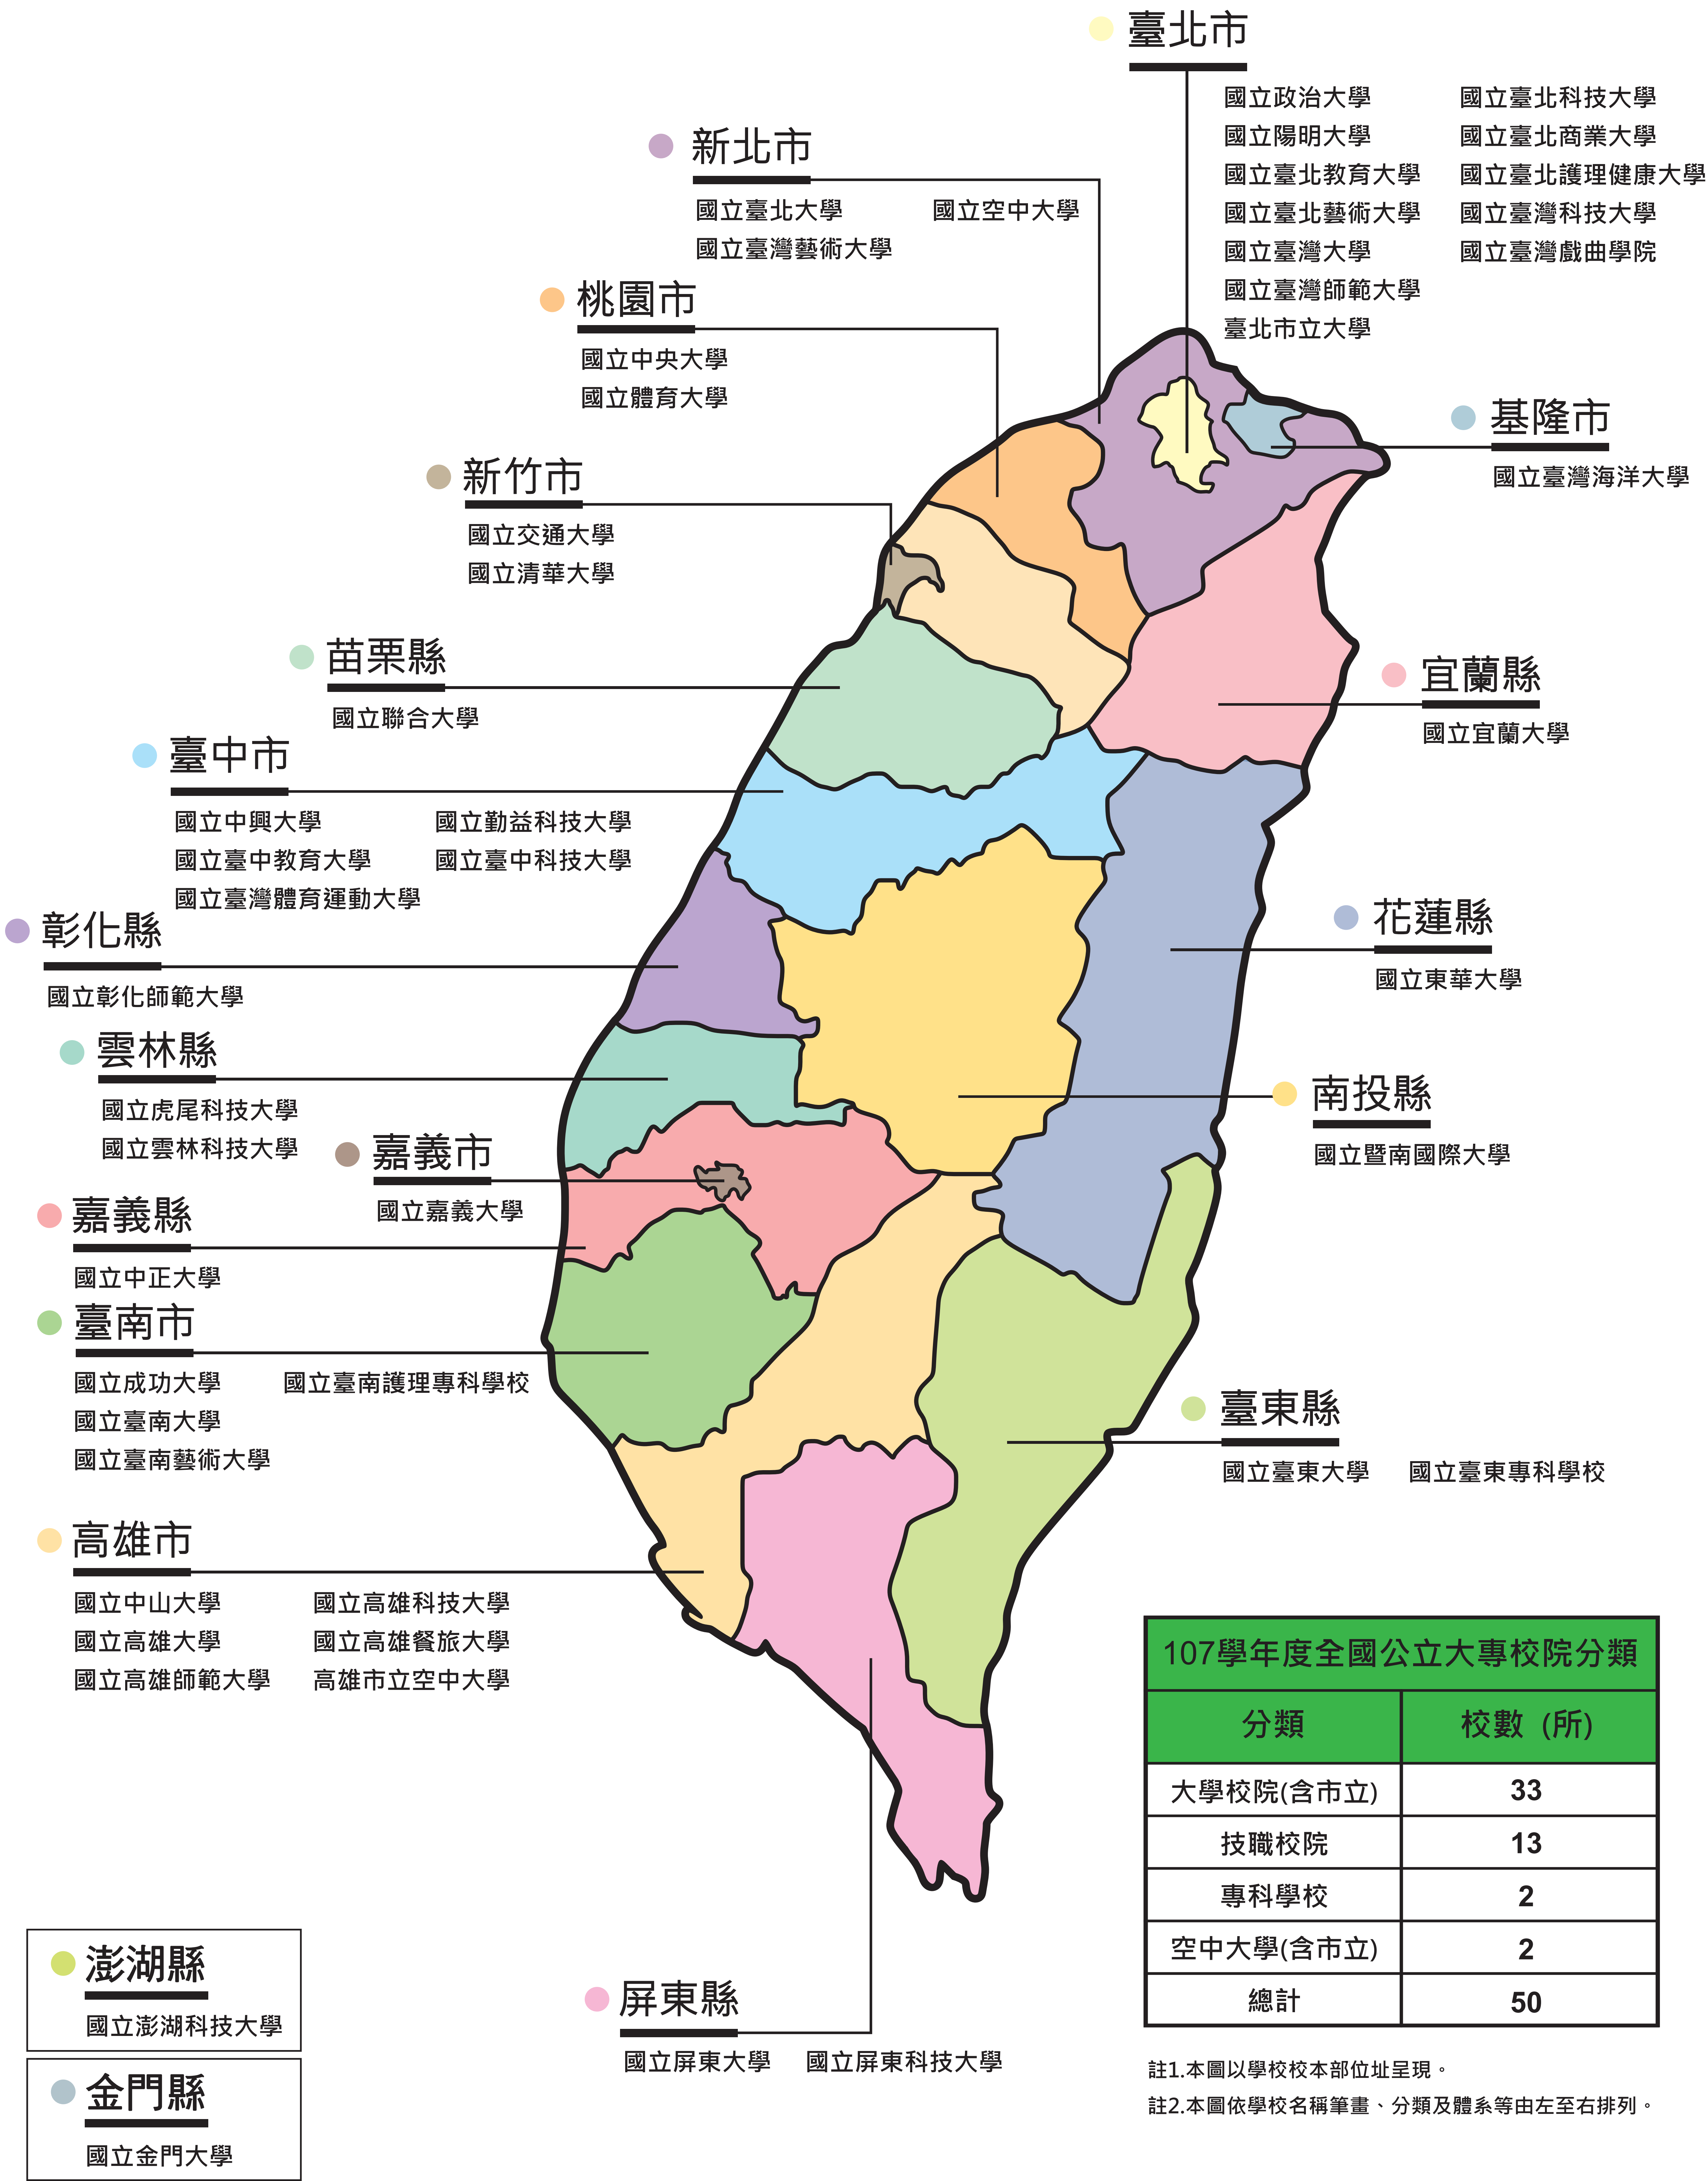 臺北市
國立政治大學 國立臺北科技大學
國立陽明大學 國立臺北商業大學
國立臺北教育大學 國立臺北護理健康大學
國立臺北藝術大學 國立臺灣科技大學
國立臺灣大學 國立臺灣戲曲學院
國立臺灣師範大學
臺北市立大學
新北市
國立臺北大學 國立空中大學
國立臺灣藝術大學
桃園市
國立中央大學
國立體育大學
基隆市
國立臺灣海洋大學
新竹市
國立交通大學
國立清華大學
苗栗縣
國立聯合大學
宜蘭縣
國立宜蘭大學
臺中市
國立中興大學 國立勤益科技大學
國立臺中教育大學 國立臺中科技大學
國立臺灣體育運動大學
彰化縣
國立彰化師範大學
花蓮縣
國立東華大學
雲林縣
國立虎尾科技大學
國立雲林科技大學
南投縣
國立暨南國際大學
嘉義市
國立嘉義大學
嘉義縣
國立中正大學
臺南市
國立成功大學 國立臺南護理專科學校
國立臺南大學
國立臺南藝術大學
臺東縣
國立臺東大學 國立臺東專科學校
高雄市
國立中山大學 國立高雄科技大學
國立高雄大學 國立高雄餐旅大學
國立高雄師範大學 高雄市立空中大學
107學年度全國公立大專校院分類
分類 校數 (所)
大學校院(含市立) 33
技職校院 13
專科學校 2
空中大學(含市立) 2
總計 50
澎湖縣
國立澎湖科技大學
金門縣
國立金門大學
屏東縣
國立屏東大學 國立屏東科技大學
註1.本圖以學校校本部位址呈現。
註2.本圖依學校名稱筆畫、分類及體系等由左至右排列。